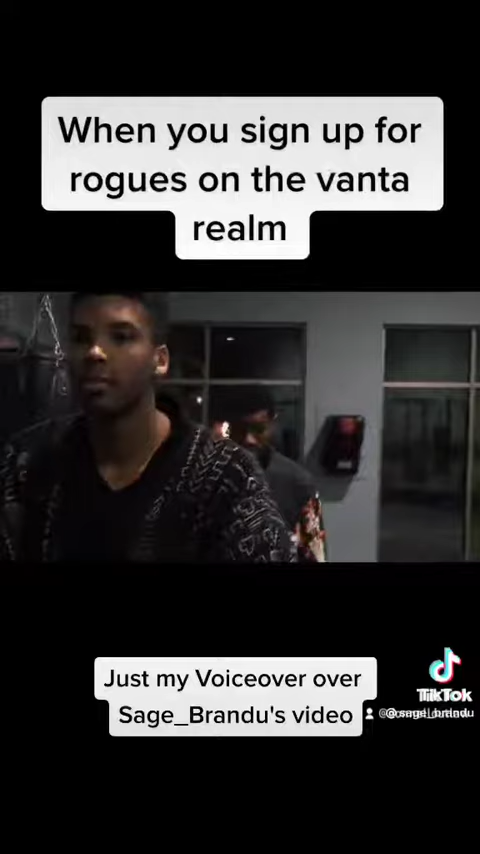 When you sign up for
rogues on the vanta
realm
Just my Voiceover over
Sage_Brandu's video
TikTok